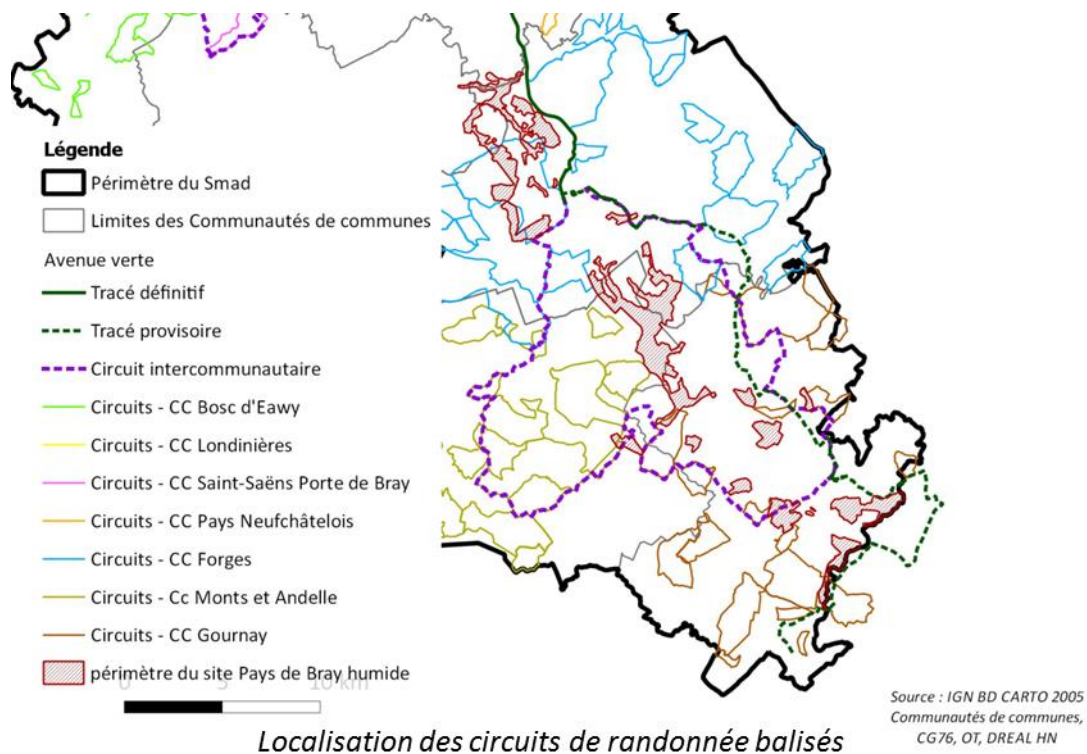 Légende
Périmètre du Smad
Limites des Communautés de communes
Avenue verte
Tracé définitif
Tracé provisoire
Circuit intercommunautaire
Circuits - CC Bosc d'Eawy
Circuits - CC Londinières
Circuits - CC Saint-Saëns Porte de Bray
Circuits - CC Pays Neufchâtelois
Circuits - CC Forges
Circuits - Cc Monts et Andelle
Circuits - CC Gournay
périmètre du site Pays de Bray humide
0 5 10 km
Source : IGN BD CARTO 2005
Communautés de communes,
CG76, OT, DREAL HN
Localisation des circuits de randonnée balisés